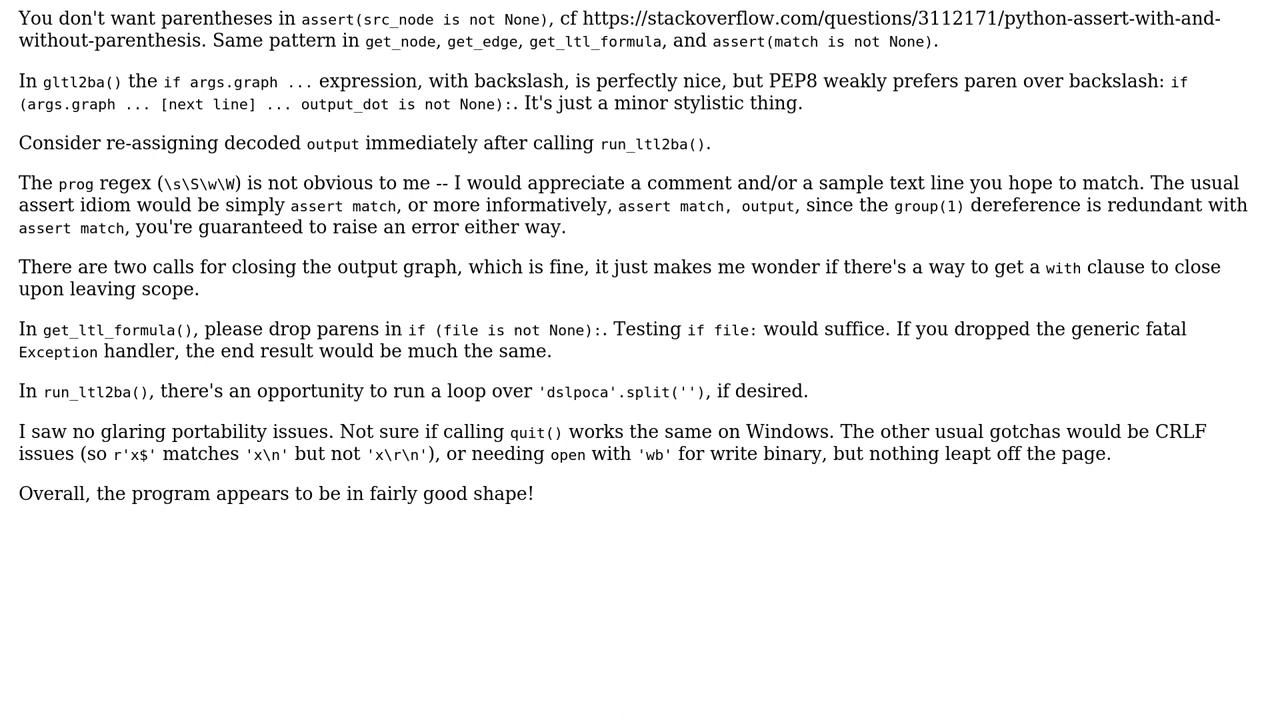 You don't want parentheses in assert(src_node is not None), cf https://stackoverflow.com/questions/3112171/python-assert-with-and-
without-parenthesis. Same pattern in get_node, get_edge, get_ltl_formula, and assert(match is not None).
In gltl2ba() the if args.graph ... expression, with backslash, is perfectly nice, but PEP8 weakly prefers paren over backslash: if
(args.graph ... [next line] ... output_dot is not None):. It's just a minor stylistic thing.
Consider re-assigning decoded output immediately after calling run_ltl2ba().
The prog regex (\s\S\w\W) is not obvious to me -- I would appreciate a comment and/or a sample text line you hope to match. The usual
assert idiom would be simply assert match, or more informatively, assert match, output, since the group(1) dereference is redundant with
assert match, you're guaranteed to raise an error either way.
There are two calls for closing the output graph, which is fine, it just makes me wonder if there's a way to get a with clause to close
upon leaving scope.
In get_ltl_formula(), please drop parens in if (file is not None):. Testing if file: would suffice. If you dropped the generic fatal
Exception handler, the end result would be much the same.
In run_ltl2ba(), there's an opportunity to run a loop over 'dslpoca'.split(''), if desired.
I saw no glaring portability issues. Not sure if calling quit() works the same on Windows. The other usual gotchas would be CRLF
issues (so r'x$' matches 'x\n' but not 'x\r\n'), or needing open with 'wb' for write binary, but nothing leapt off the page.
Overall, the program appears to be in fairly good shape!